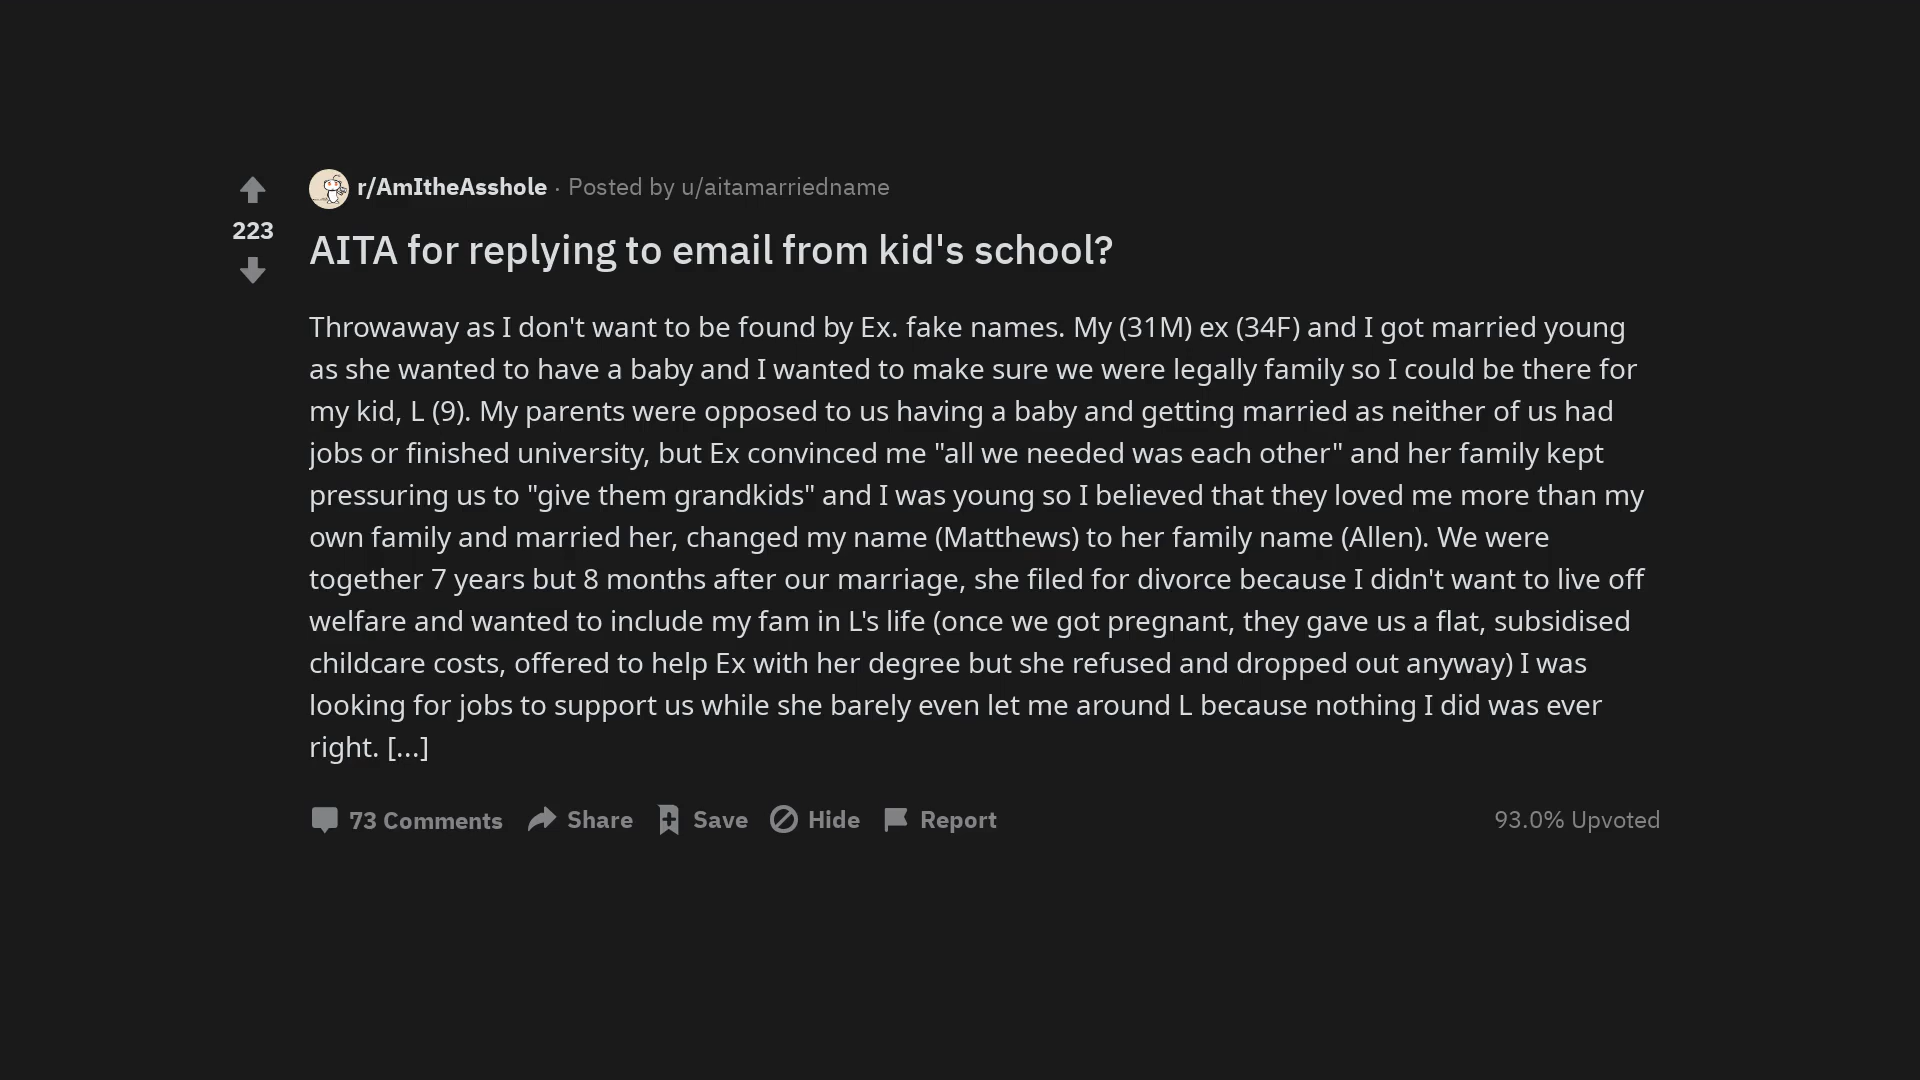 r/AmItheAsshole · Posted by u/aitamarriedname
223
AITA for replying to email from kid's school?
Throwaway as I don't want to be found by Ex. fake names. My (31M) ex (34F) and I got married young
as she wanted to have a baby and I wanted to make sure we were legally family so I could be there for
my kid, L (9). My parents were opposed to us having a baby and getting married as neither of us had
jobs or finished university, but Ex convinced me "all we needed was each other" and her family kept
pressuring us to "give them grandkids" and I was young so I believed that they loved me more than my
own family and married her, changed my name (Matthews) to her family name (Allen). We were
together 7 years but 8 months after our marriage, she filed for divorce because I didn't want to live off
welfare and wanted to include my fam in L's life (once we got pregnant, they gave us a flat, subsidised
childcare costs, offered to help Ex with her degree but she refused and dropped out anyway) I was
looking for jobs to support us while she barely even let me around L because nothing I did was ever
right. [...]
73 Comments Share Save Hide Report 93.0% Upvoted